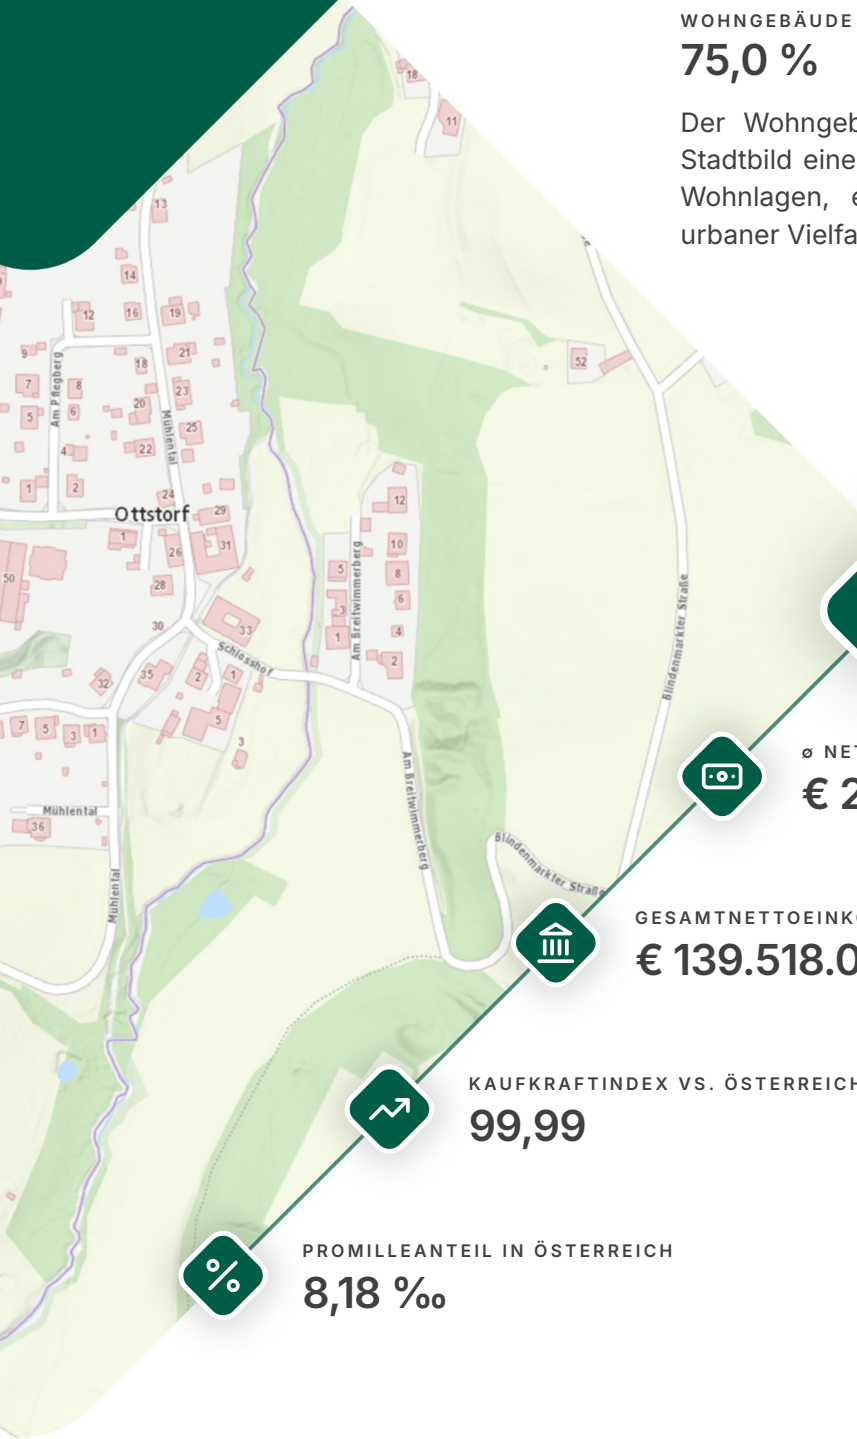 WOHNGEBÄUDE
75,0 %
Der Wohngeb
Stadtbild eine
Wohnlagen, e
urbaner Vielfa
18
11
13
14
12
16
19
9
18
21
52
7
8
Am Pflegberg
23
20
5
6
Mühlental
25
4
22
1
2
24
12
Ottstorf
29
1
31
10
26
5
8
50
28
6
3
Am Breitwimmerberg
30
33
1
4
Blindenmarkter Straße
Schlosshof
2
35
2
1
32
7
5
3
1
5
3
ø NET
€ 2
Am Breitwimmerberg
Mühlental
36
Blindenmarkter Straße
Mühlental
GESAMTNETTOEINKO
€ 139.518.0
KAUFKRAFTINDEX VS. ÖSTERREICH
99,99
PROMILLEANTEIL IN ÖSTERREICH
8,18 ‰